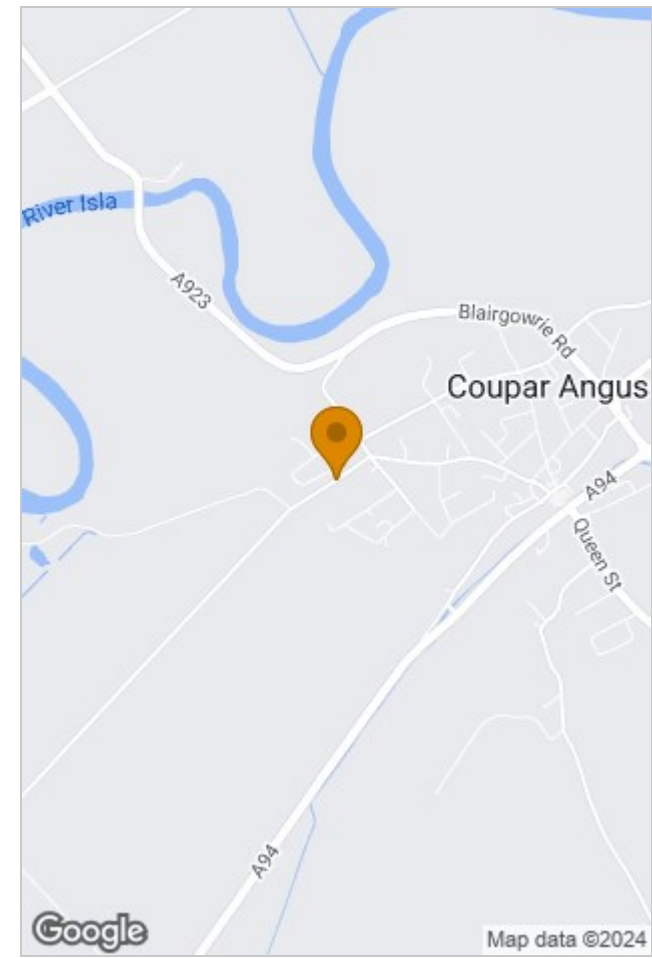 River Isla
A923
Blairgowrie Rd
Coupar Angus
A94
Queen St
A94
Google
Map data ©2024